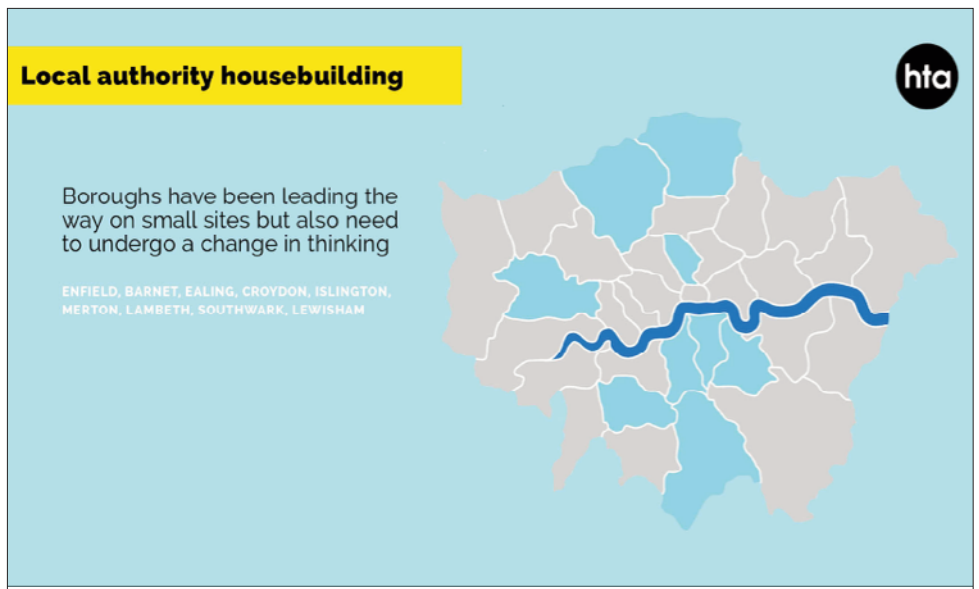 Local authority housebuilding
hta
Boroughs have been leading the
way on small sites but also need
to undergo a change in thinking
ENFIELD, BARNET, EALING, CROYDON, ISLINGTON,
MERTON, LAMBETH, SOUTHWARK, LEWISHAM